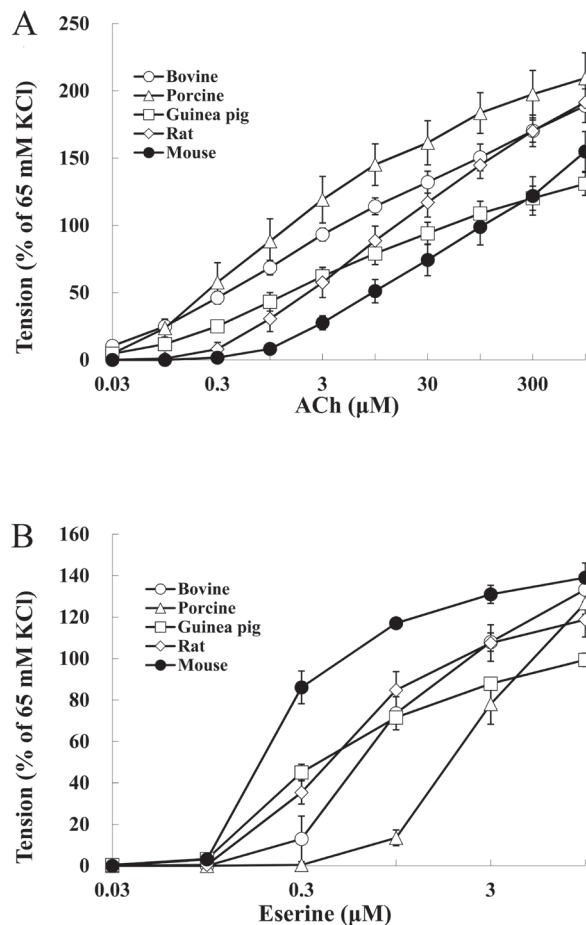 A
Tension (% of 65 mM KCl)
250
200
150
100
50
0
Bovine
Porcine
Guinea pig
Rat
Mouse
0.03 0.3 3 30 300
ACh (μM)
B
Tension (% of 65 mM KCl)
160
140
120
100
80
60
40
20
0
Bovine
Porcine
Guinea pig
Rat
Mouse
0.03 0.3 3
Eserine (μM)